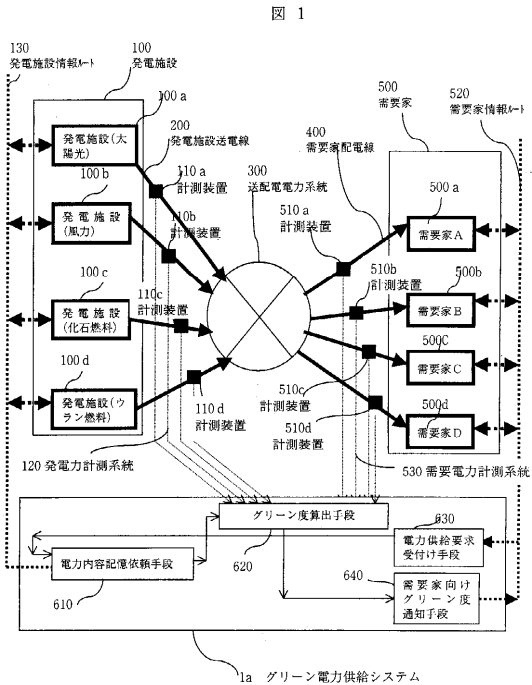 図 1
130
発電施設情報ルート
100
発電施設
100 a
発電施設(太
陽光)
100 b
発電施設
(風力)
100 c
発電施設
(化石燃料)
100 d
発電施設(ウ
ラン燃料)
200
発電施設送電線
110 a
計測装置
110b
計測装置
110c
計測装置
110 d
計測装置
300
送配電電力系統
400
需要家配電線
510 a
計測装置
510b
計測装置
510c
計測装置
510d
計測装置
500
需要家
520
需要家情報ルート
500 a
需要家A
500b
需要家B
500C
需要家C
500d
需要家D
120 発電力計測系統
530 需要電力計測系統
グリーン度算出手段
620
630
電力供給要求
受付け手段
電力内容記憶依頼手段
610
640
需要家向け
グリーン度
通知手段
1a グリーン電力供給システム